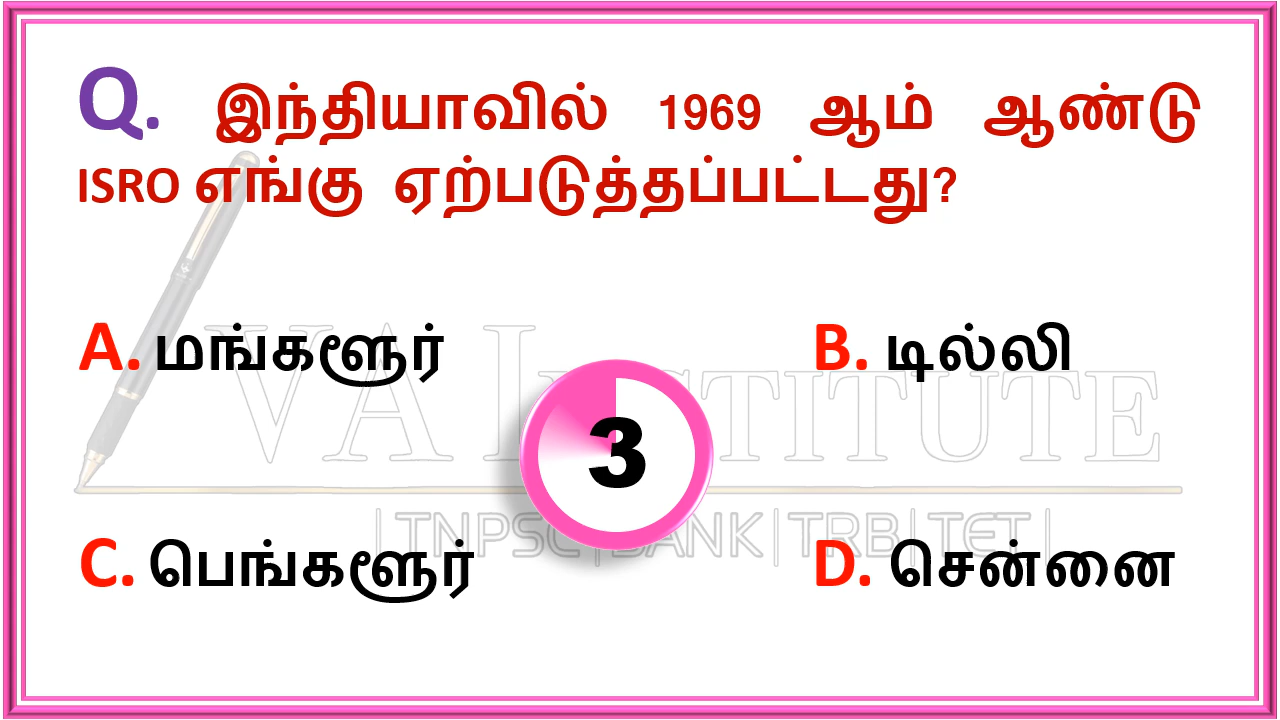 Q. இந்தியாவில் 1969 ஆம் ஆண்டு
ISRO எங்கு ஏற்படுத்தப்பட்டது?
A. மங்களூர்
B. டில்லி
VA INSTITUTE
3
|TNPSC|BANK|TRB|TET|
C. பெங்களூர்
D. சென்னை